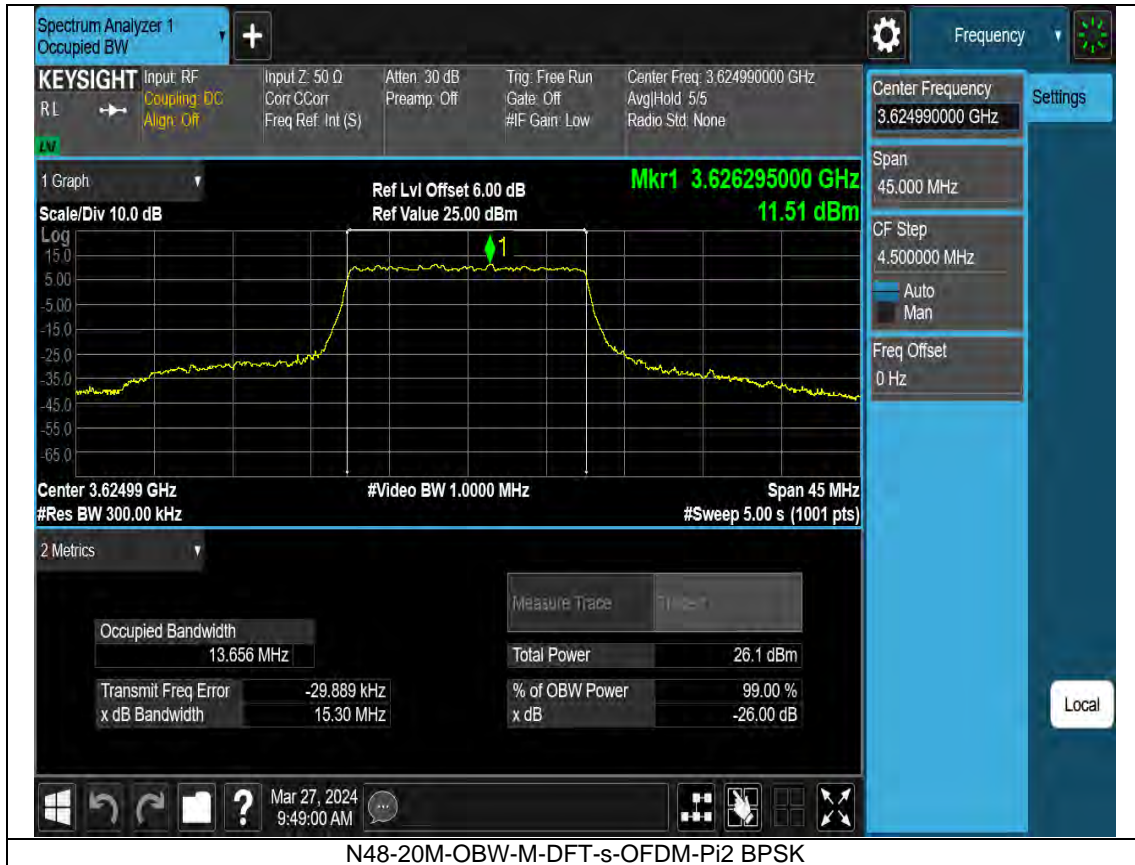 Spectrum Analyzer 1
Occupied BW
Frequency
KEYSIGHT
RL
Input: RF
Coupling: DC
Align: Off
Input Z: 50 Ω
Corr CCorr
Freq Ref: Int (S)
Atten: 30 dB
Preamp: Off
Trig: Free Run
Gate: Off
#IF Gain: Low
Center Freq: 3.624990000 GHz
Avg|Hold: 5/5
Radio Std: None
1 Graph
Scale/Div 10.0 dB
Ref Lvl Offset 6.00 dB
Ref Value 25.00 dBm
Mkr1 3.626295000 GHz
11.51 dBm
Log
15.0
5.00
-5.00
-15.0
-25.0
-35.0
-45.0
-55.0
-65.0
1
Center 3.62499 GHz
#Video BW 1.0000 MHz
Span 45 MHz
#Res BW 300.00 kHz
#Sweep 5.00 s (1001 pts)
2 Metrics
Measure Trace
Occupied Bandwidth
13.656 MHz
Total Power 26.1 dBm
Transmit Freq Error -29.889 kHz
% of OBW Power 99.00 %
x dB Bandwidth 15.30 MHz
x dB -26.00 dB
Center Frequency
3.624990000 GHz
Settings
Span
45.000 MHz
CF Step
4.500000 MHz
Auto
Man
Freq Offset
0 Hz
Local
?
Mar 27, 2024
9:49:00 AM
N48-20M-OBW-M-DFT-s-OFDM-Pi2 BPSK